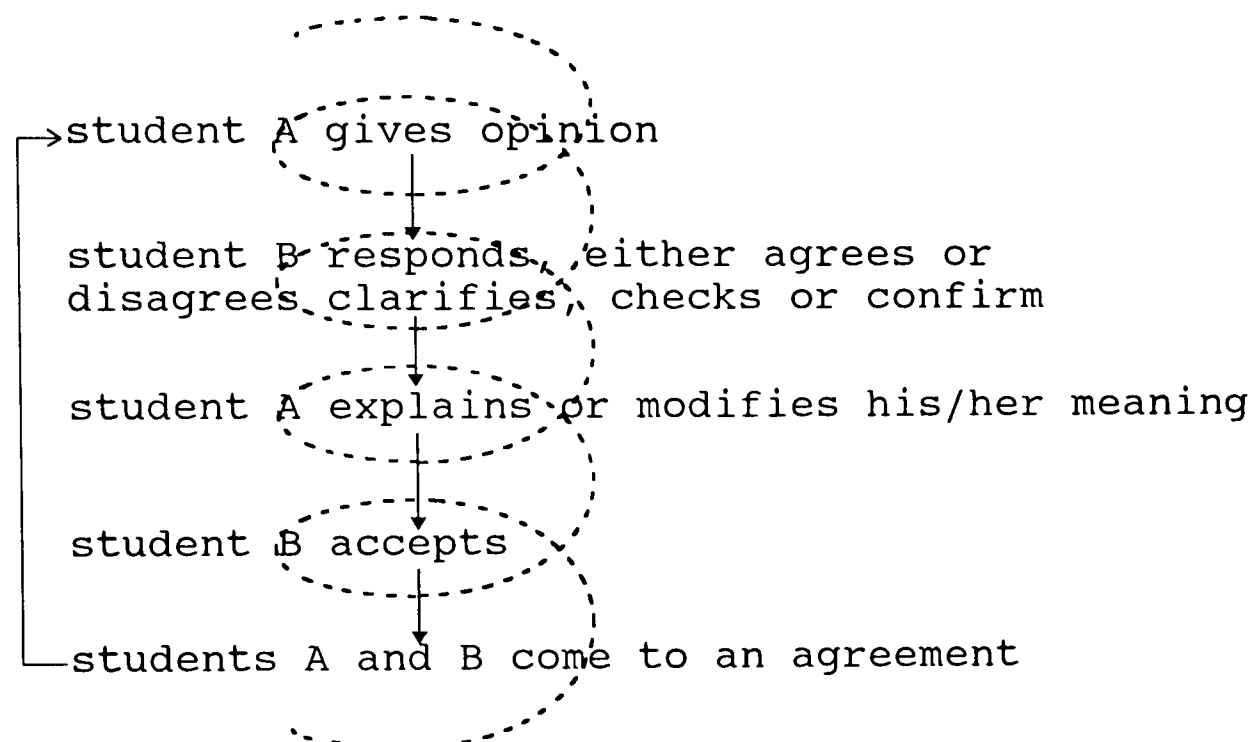 student A gives opinion
student B responds, either agrees or
disagrees clarifies, checks or confirm
student A explains or modifies his/her meaning
student B accepts
students A and B come to an agreement